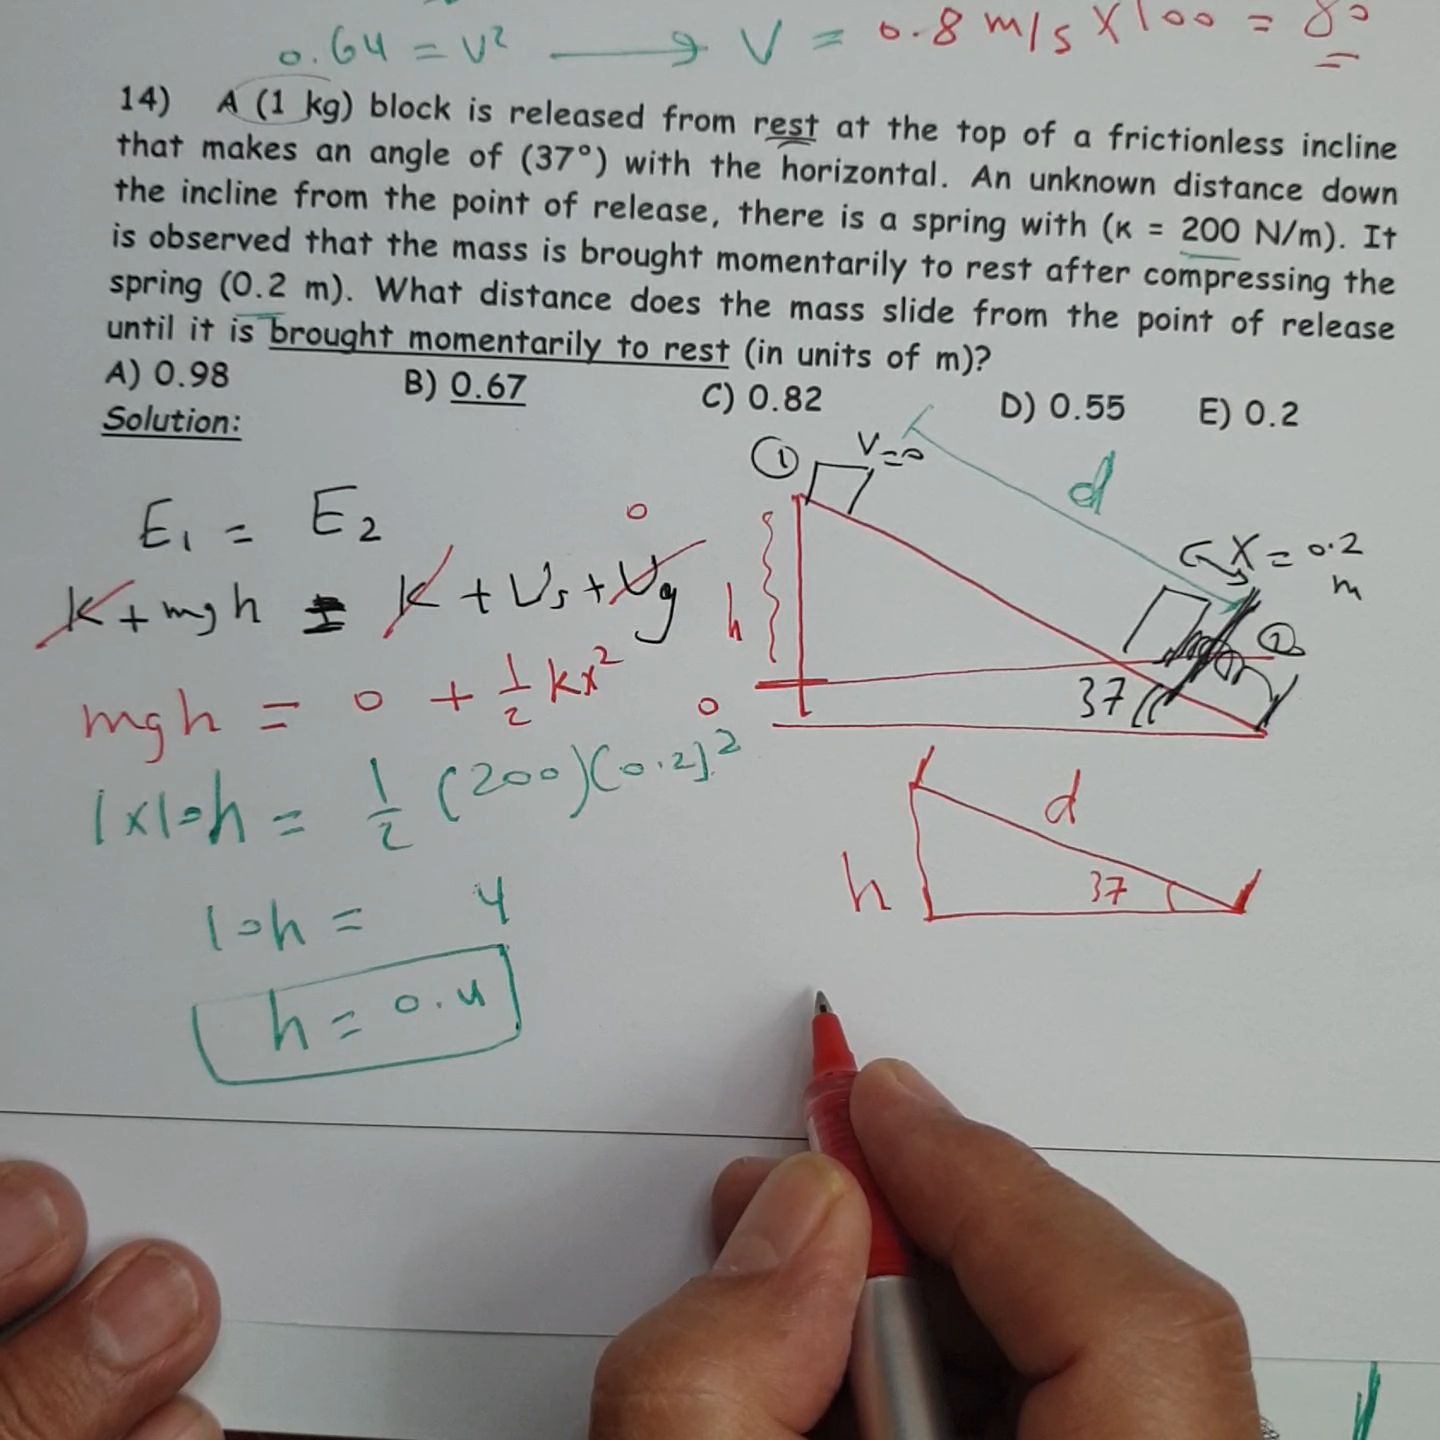 0.64 = V² → V = 0.8 m/s X 100 = 80
14) A (1 kg) block is released from rest at the top of a frictionless incline
that makes an angle of (37°) with the horizontal. An unknown distance down
the incline from the point of release, there is a spring with (κ = 200 N/m). It
is observed that the mass is brought momentarily to rest after compressing the
spring (0.2 m). What distance does the mass slide from the point of release
until it is brought momentarily to rest (in units of m)?
A) 0.98 B) 0.67 C) 0.82 D) 0.55 E) 0.2
Solution:
① V=0
d
X = 0.2 m
②
h
37
E₁ = E₂
0
K + mgh = K + Us + Ug
mgh = 0 + 1/2 kx²
0
1x10h = 1/2 (200)(0.2)²
10h = 4
h = 0.4
d
h
37